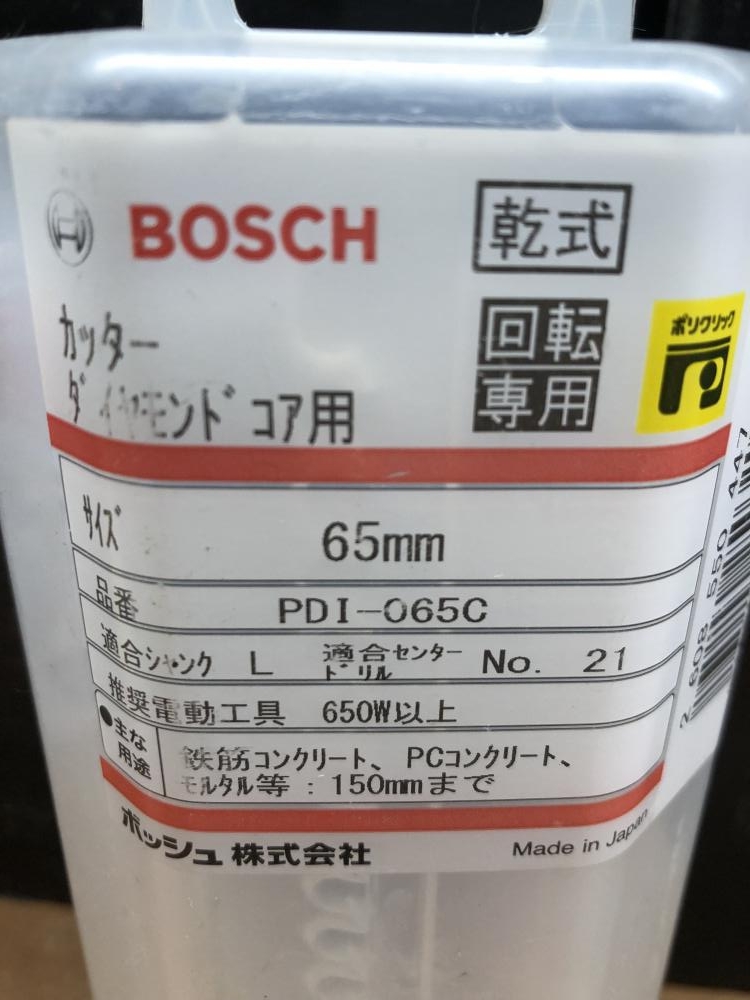 BOSCH
乾式
カッター
ダイヤモンドコア用
回転
専用
ポリクリック
サイズ 65mm
品番 PDI-065C
適合シャンク L 適合センタードリル No. 21
推奨電動工具 650W以上
●主な用途 鉄筋コンクリート、PCコンクリート、
モルタル等:150mmまで
ボッシュ株式会社
Made in Japan
2 608 550 447